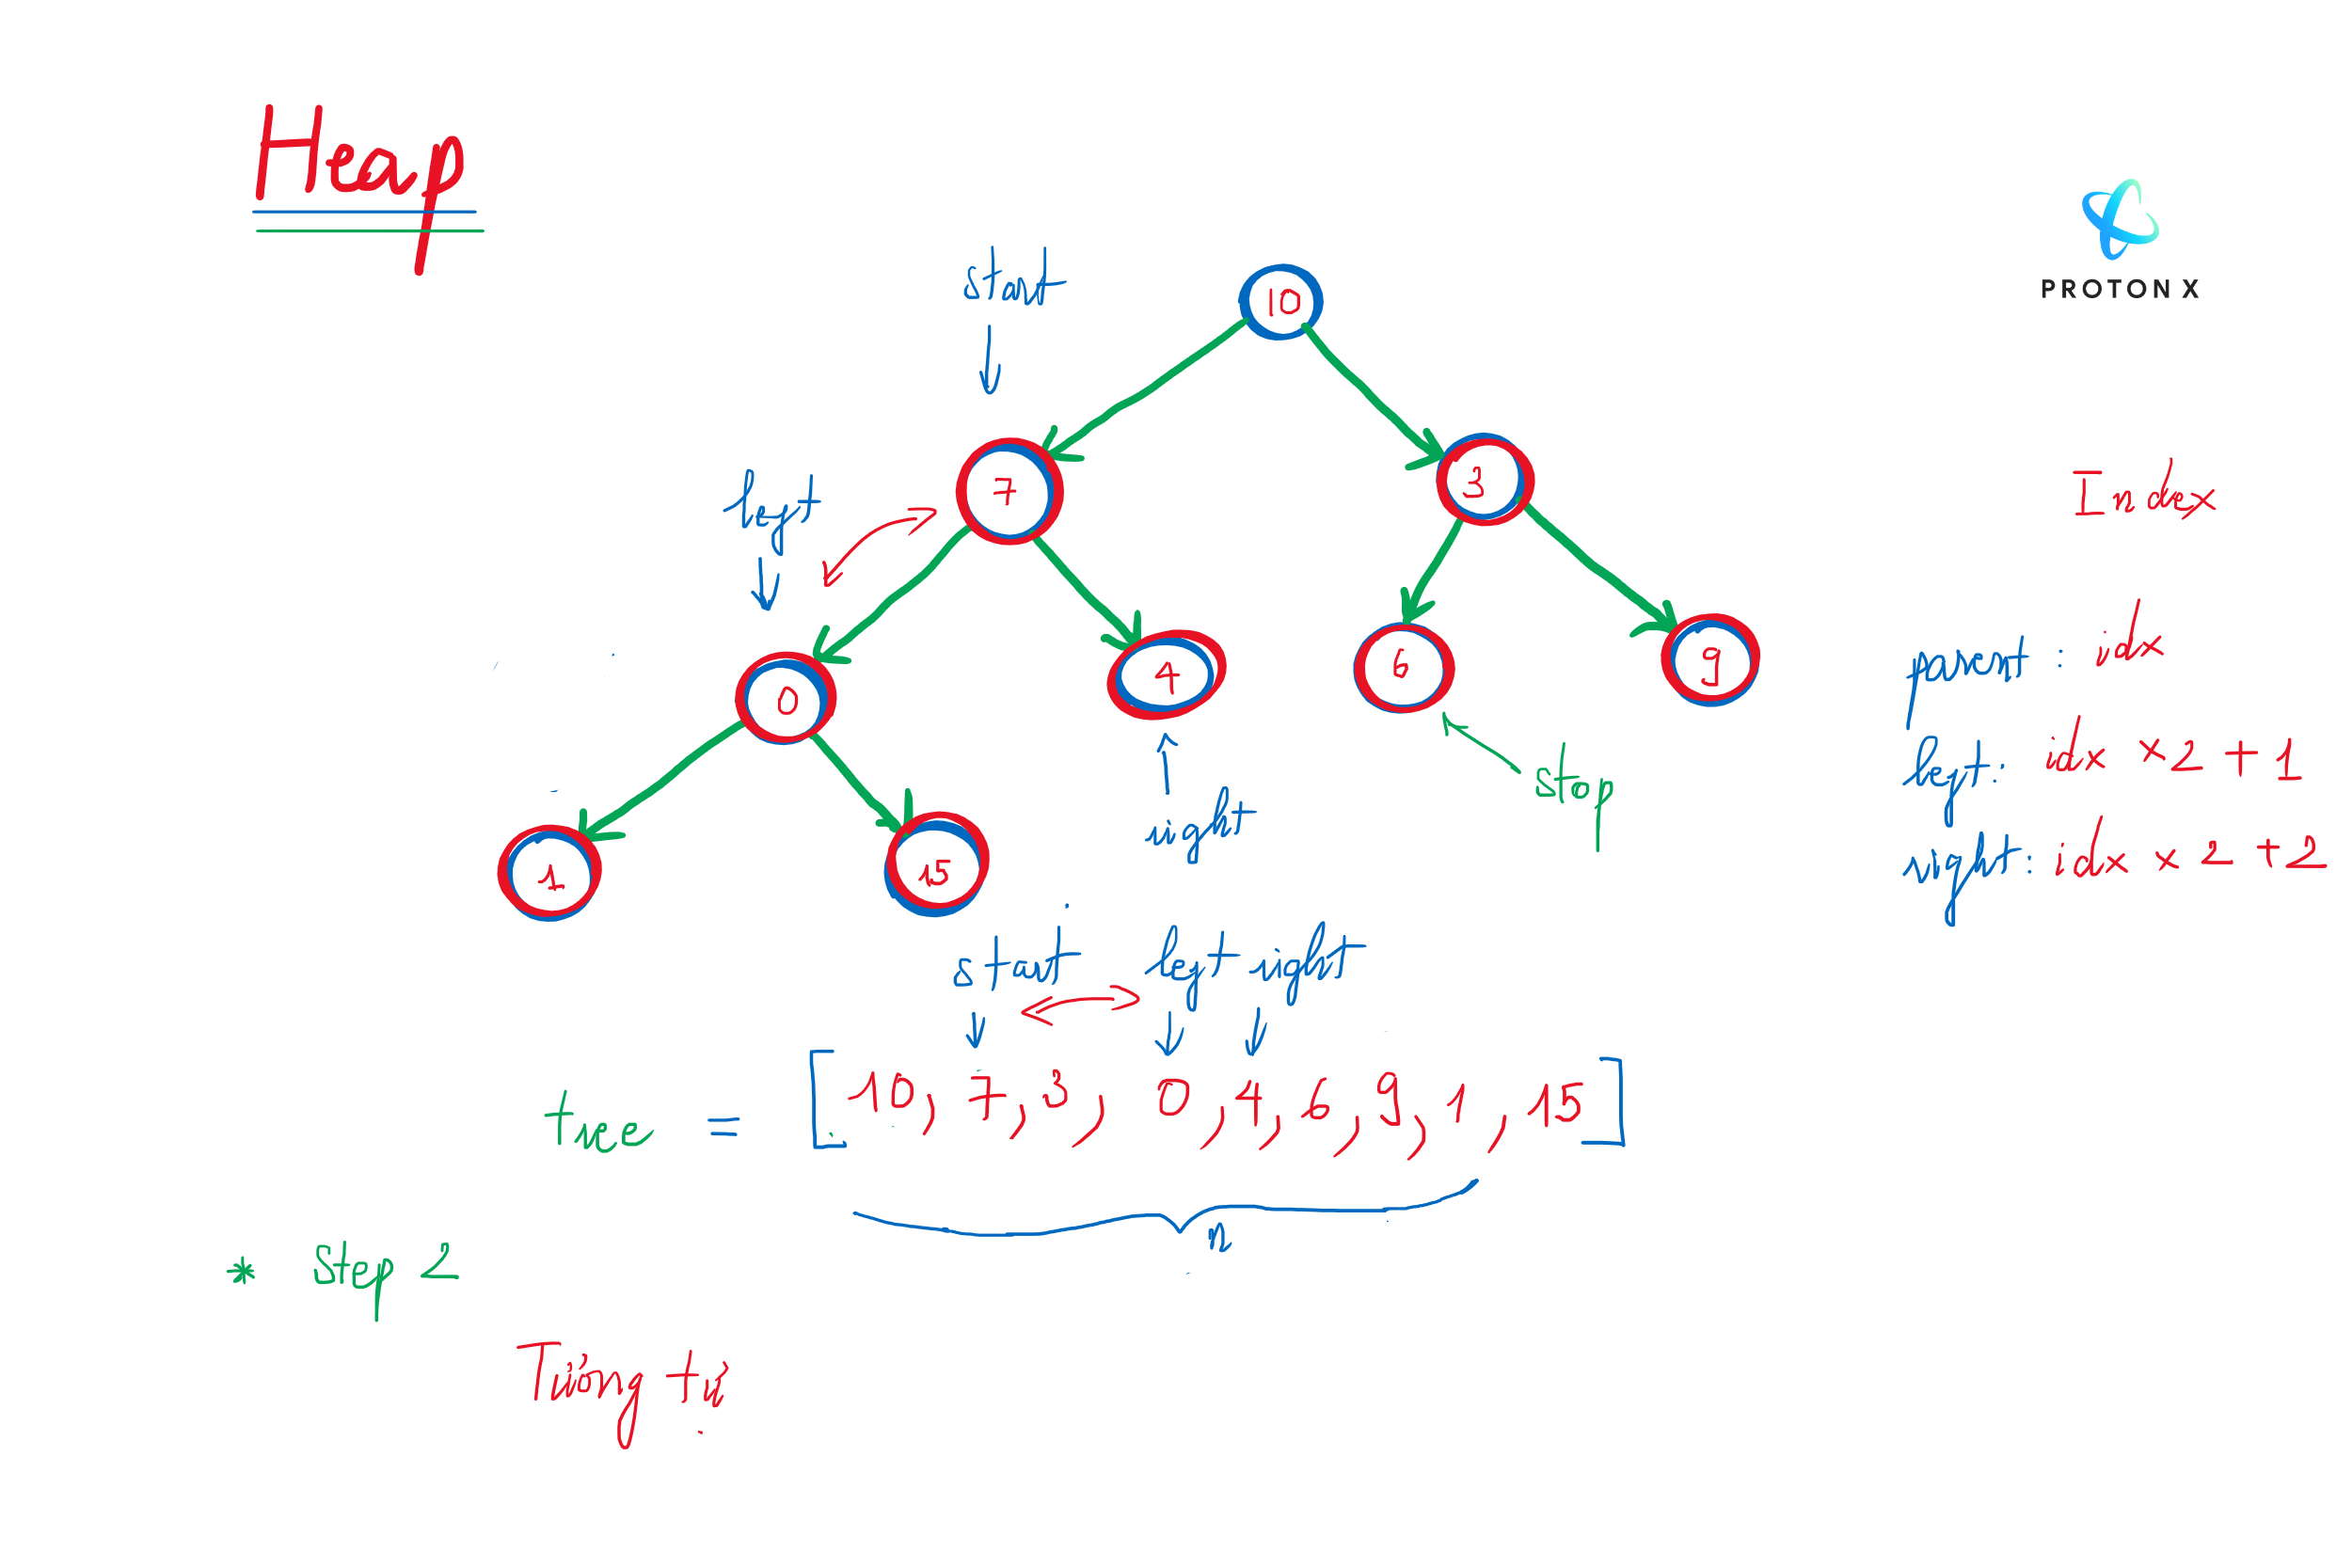 Heap
PROTON X
start
10
7
3
left
Index
0
4
6
9
parent : idx
left: idx × 2 + 1
right: idx × 2 + 2
stop
right
1
15
start left right
tree = [10, 7, 3, 0, 4, 6, 9, 1, 15]
n
* Step 2
Tương tự